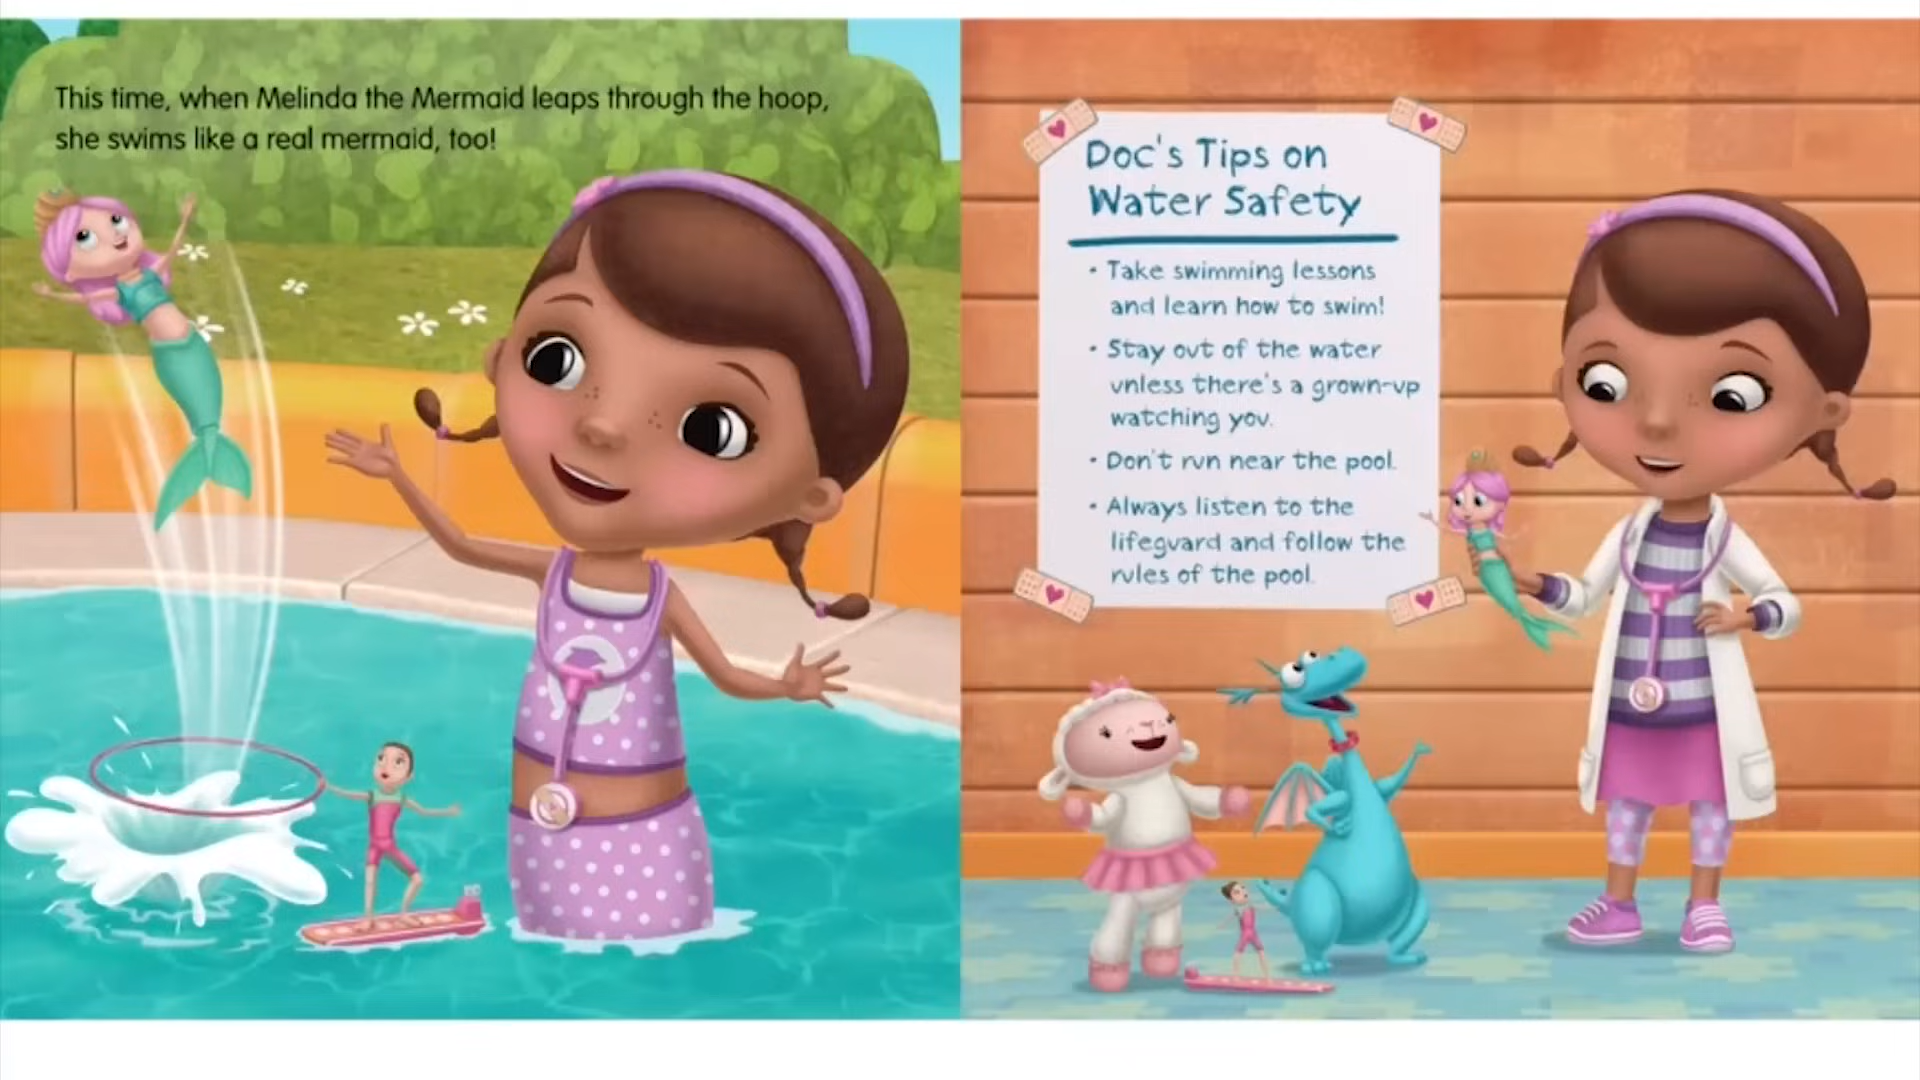 This time, when Melinda the Mermaid leaps through the hoop,
she swims like a real mermaid, too!
Doc's Tips on
Water Safety
• Take swimming lessons
and learn how to swim!
• Stay out of the water
unless there's a grown-up
watching you.
• Don't run near the pool.
• Always listen to the
lifeguard and follow the
rules of the pool.